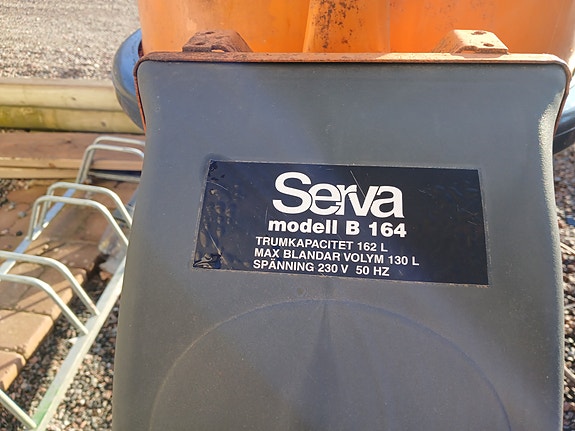 Serva
modell B 164
TRUMKAPACITET 162 L
MAX BLANDAR VOLYM 130 L
SPÄNNING 230 V 50 HZ